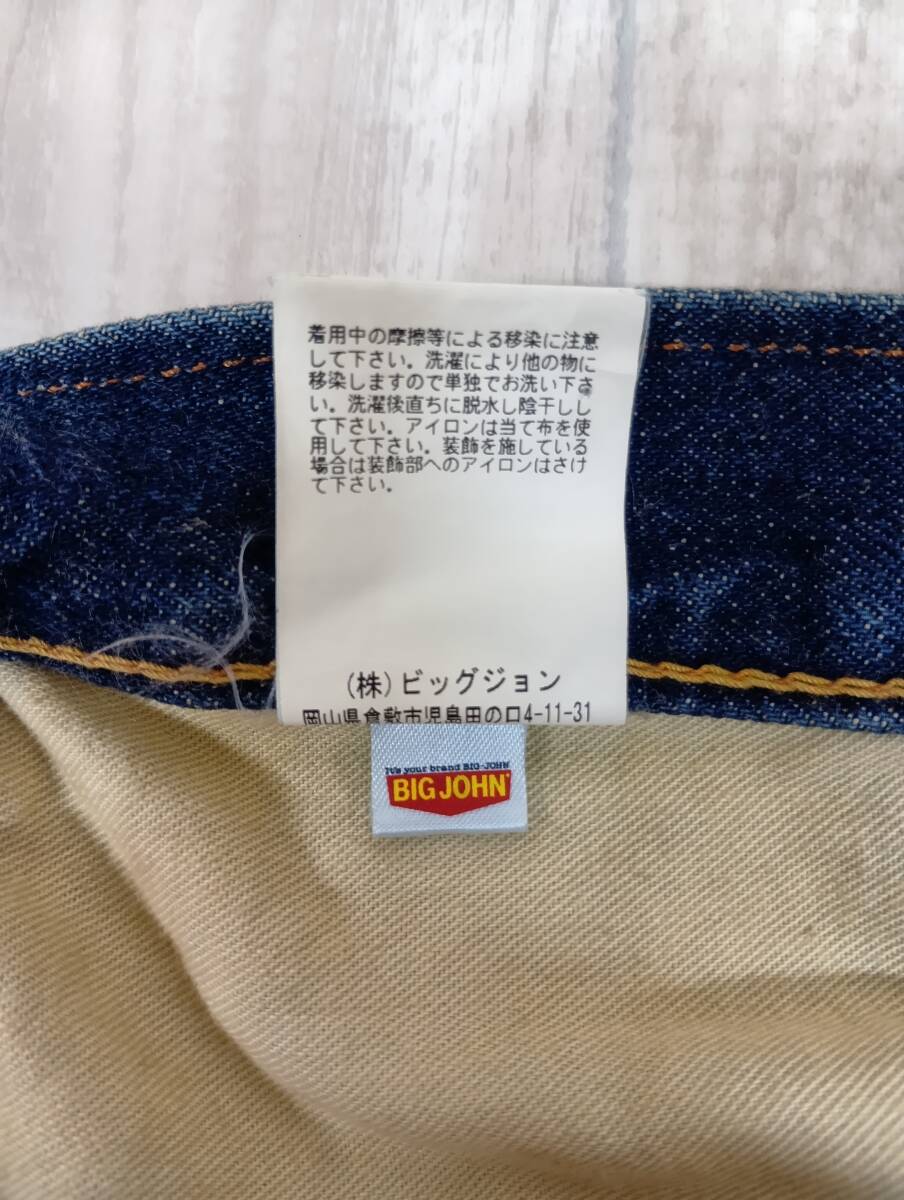 着用中の摩擦等による移染に注意
して下さい。洗濯により他の物に
移染しますので単独でお洗い下さ
い。洗濯後直ちに脱水し陰干しし
て下さい。アイロンは当て布を使
用して下さい。装飾を施している
場合は装飾部へのアイロンはさけ
て下さい。
(株)ビッグジョン
岡山県倉敷市児島田の口4-11-31
It's your brand BIG-JOHN
BIG JOHN